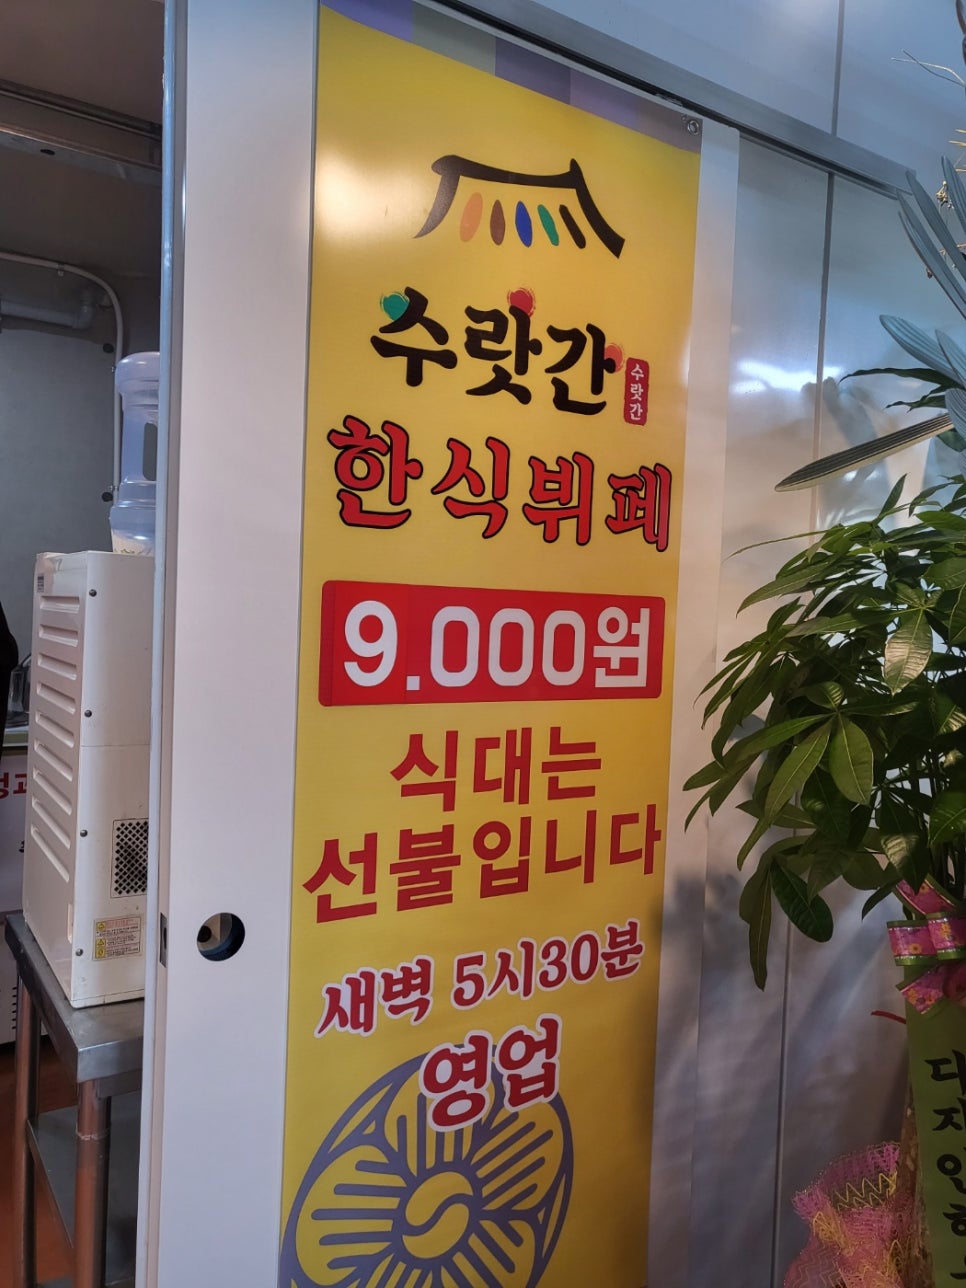 수랏간
수랏간
한식뷔페
9.000원
식대는
선불입니다
새벽 5시30분
영업